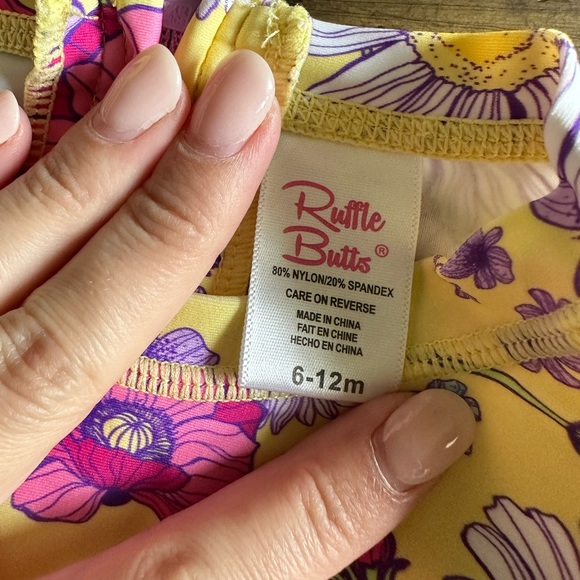 Ruffle
Butts®
80% NYLON/20% SPANDEX
CARE ON REVERSE
MADE IN CHINA
FAIT EN CHINE
HECHO EN CHINA
6-12m